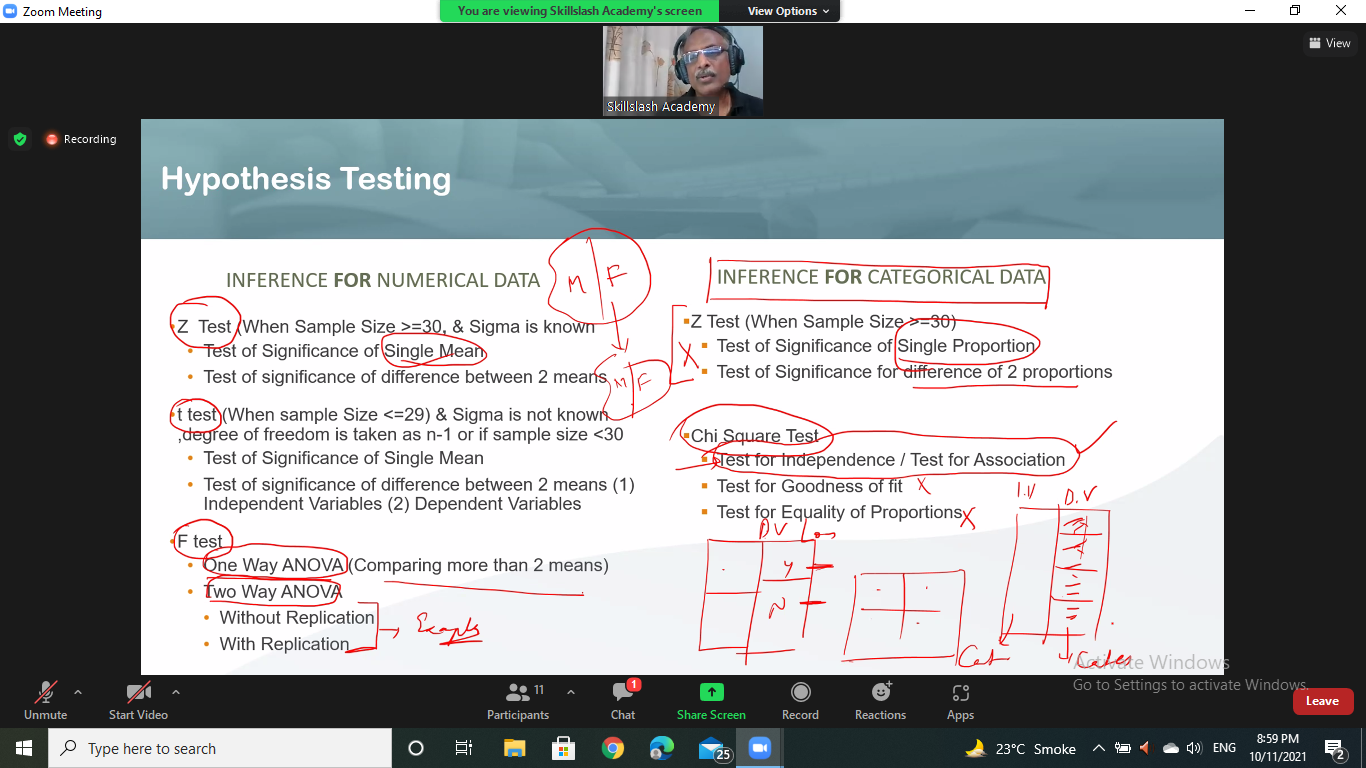 Zoom Meeting
You are viewing Skillslash Academy's screen
View Options
View
Skillslash Academy
Recording
Hypothesis Testing
INFERENCE FOR NUMERICAL DATA
M F
M F
Z Test (When Sample Size >=30, & Sigma is known
Test of Significance of Single Mean
Test of significance of difference between 2 means
t test (When sample Size <=29) & Sigma is not known
,degree of freedom is taken as n-1 or if sample size <30
Test of Significance of Single Mean
Test of significance of difference between 2 means (1)
Independent Variables (2) Dependent Variables
F test
One Way ANOVA (Comparing more than 2 means)
Two Way ANOVA
Without Replication
With Replication
INFERENCE FOR CATEGORICAL DATA
Z Test (When Sample Size >=30)
X
Test of Significance of Single Proportion
Test of Significance for difference of 2 proportions
Chi Square Test
Test for Independence / Test for Association
Test for Goodness of fit X
Test for Equality of Proportions X
I.V D.V
DV
Y
N
Cat
Activate Windows
Go to Settings to activate Windows.
Unmute
Start Video
Participants
11
Chat
1
Share Screen
Record
Reactions
Apps
Leave
Type here to search
25
23°C Smoke
ENG
8:59 PM
10/11/2021
2